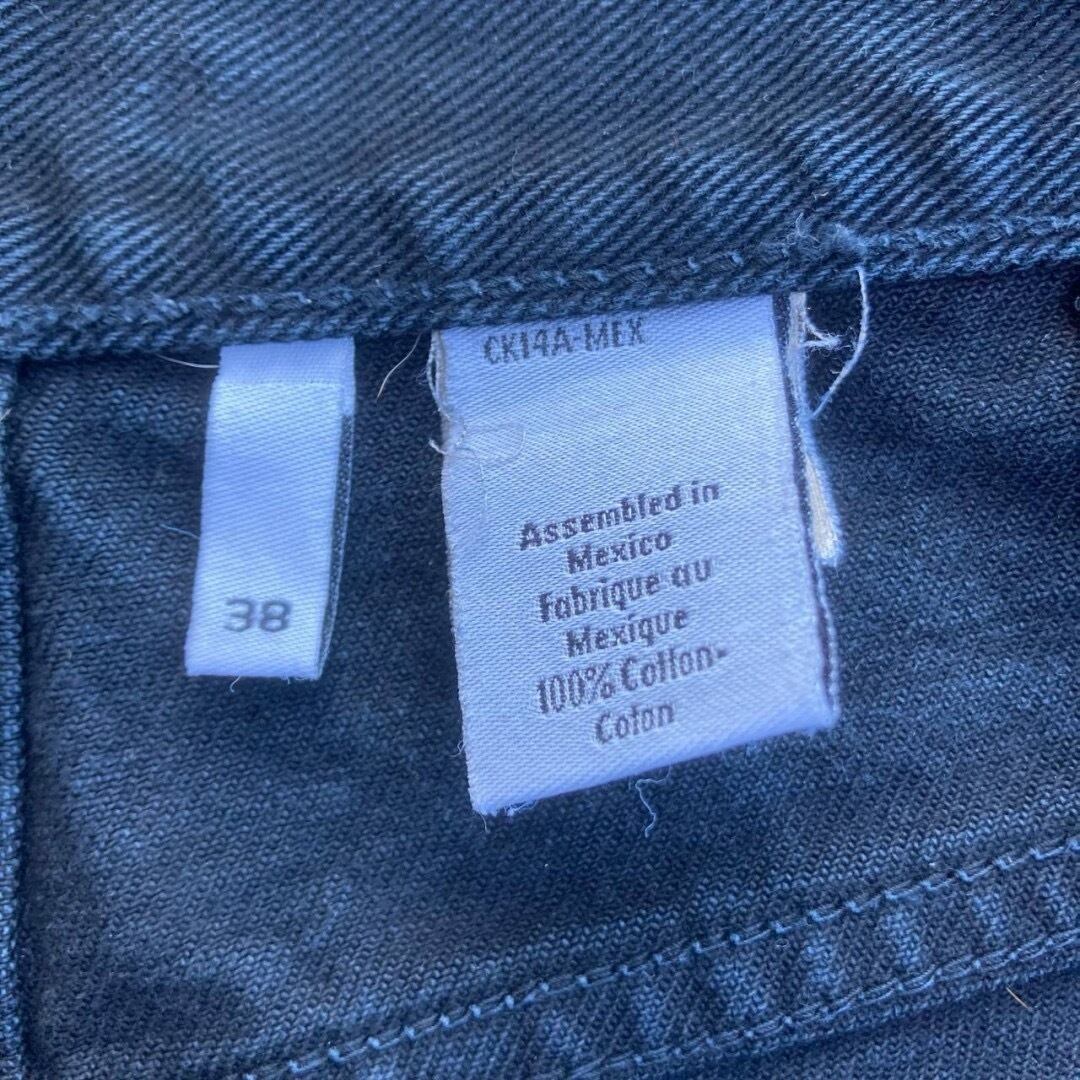 38
CK14A-MEX
Assembled in
Mexico
Fabrique au
Mexique
100% Cotton-
Coton